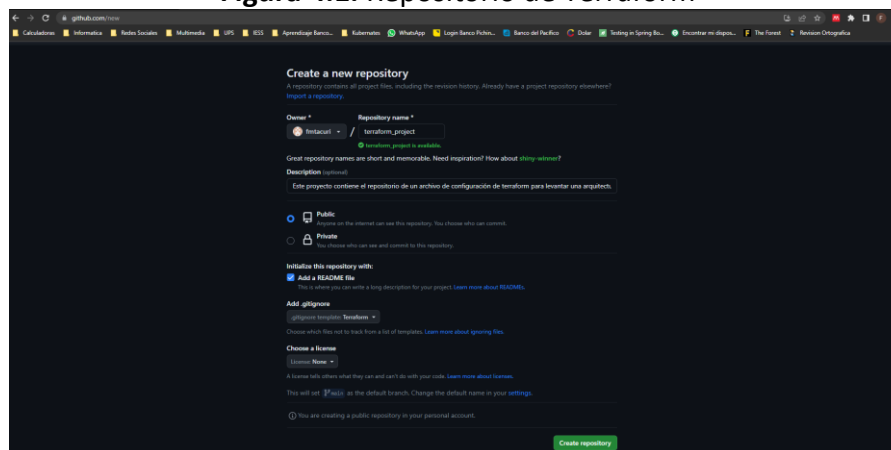 Figura 4.2. Repositorio de Terraform
github.com/new
Calculadoras Informatica Redes Sociales Multimedia UPS IESS Aprendizaje Banco... Kubernates WhatsApp Login Banco Pichin... Banco del Pacifico Dolar Testing in Spring Bo... Encontrar mi dispos... The Forest Revision Ortografica
Create a new repository
A repository contains all project files, including the revision history. Already have a project repository elsewhere?
Import a repository.
Owner * Repository name *
fmtacuri / terraform_project
terraform_project is available.
Great repository names are short and memorable. Need inspiration? How about shiny-winner?
Description (optional)
Este proyecto contiene el repositorio de un archivo de configuración de terraform para levantar una arquitech.
Public
Anyone on the internet can see this repository. You choose who can commit.
Private
You choose who can see and commit to this repository.
Initialize this repository with:
Add a README file
This is where you can write a long description for your project. Learn more about READMEs.
Add .gitignore
.gitignore template: Terraform
Choose which files not to track from a list of templates. Learn more about ignoring files.
Choose a license
License: None
A license tells others what they can and can't do with your code. Learn more about licenses.
This will set main as the default branch. Change the default name in your settings.
You are creating a public repository in your personal account.
Create repository